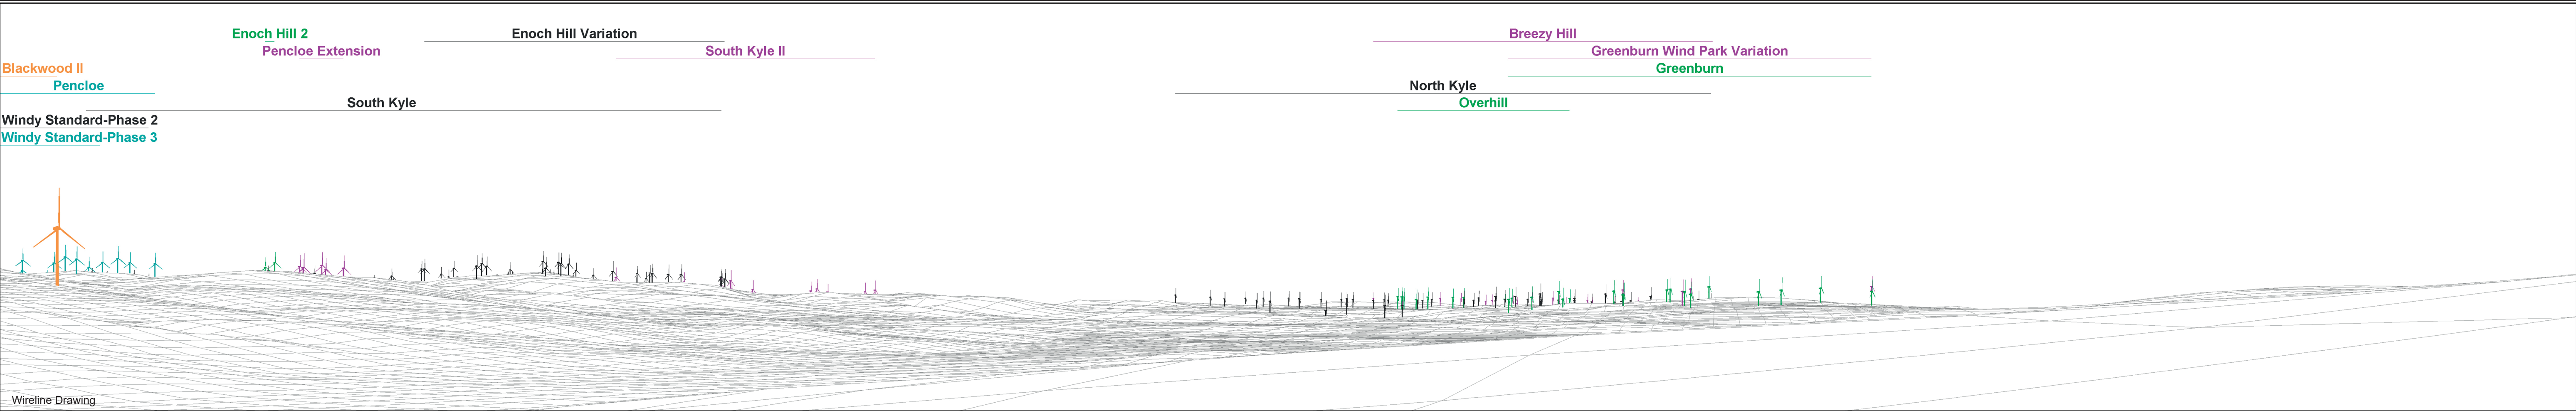 Enoch Hill 2
Enoch Hill Variation
Breezy Hill
Pencloe Extension
South Kyle II
Greenburn Wind Park Variation
Blackwood II
Greenburn
Pencloe
North Kyle
South Kyle
Overhill
Windy Standard-Phase 2
Windy Standard-Phase 3
Wireline Drawing